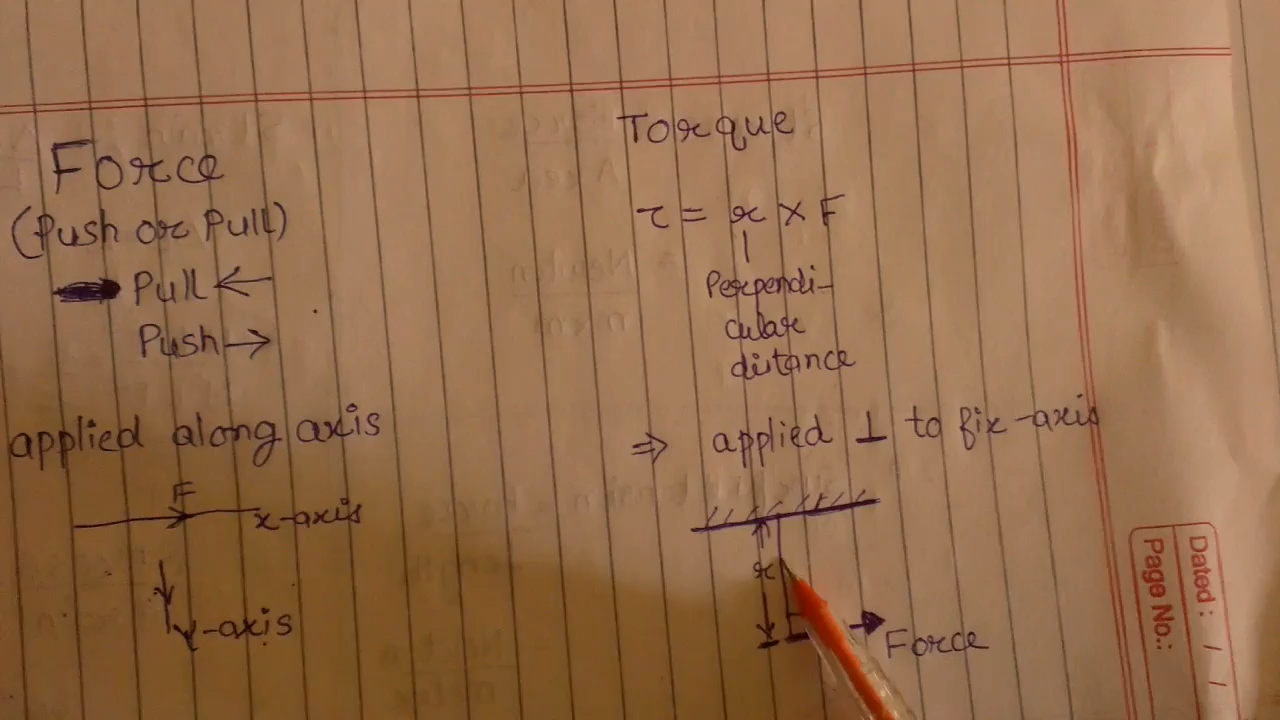 Force
(Push or Pull)
Pull ←
Push →
applied along axis
F
x-axis
Y-axis
Torque
τ = r × F
Perpendi-
cular
distance
⇒ applied ⊥ to fix-axis
r
Force
Dated : / /
Page No.: